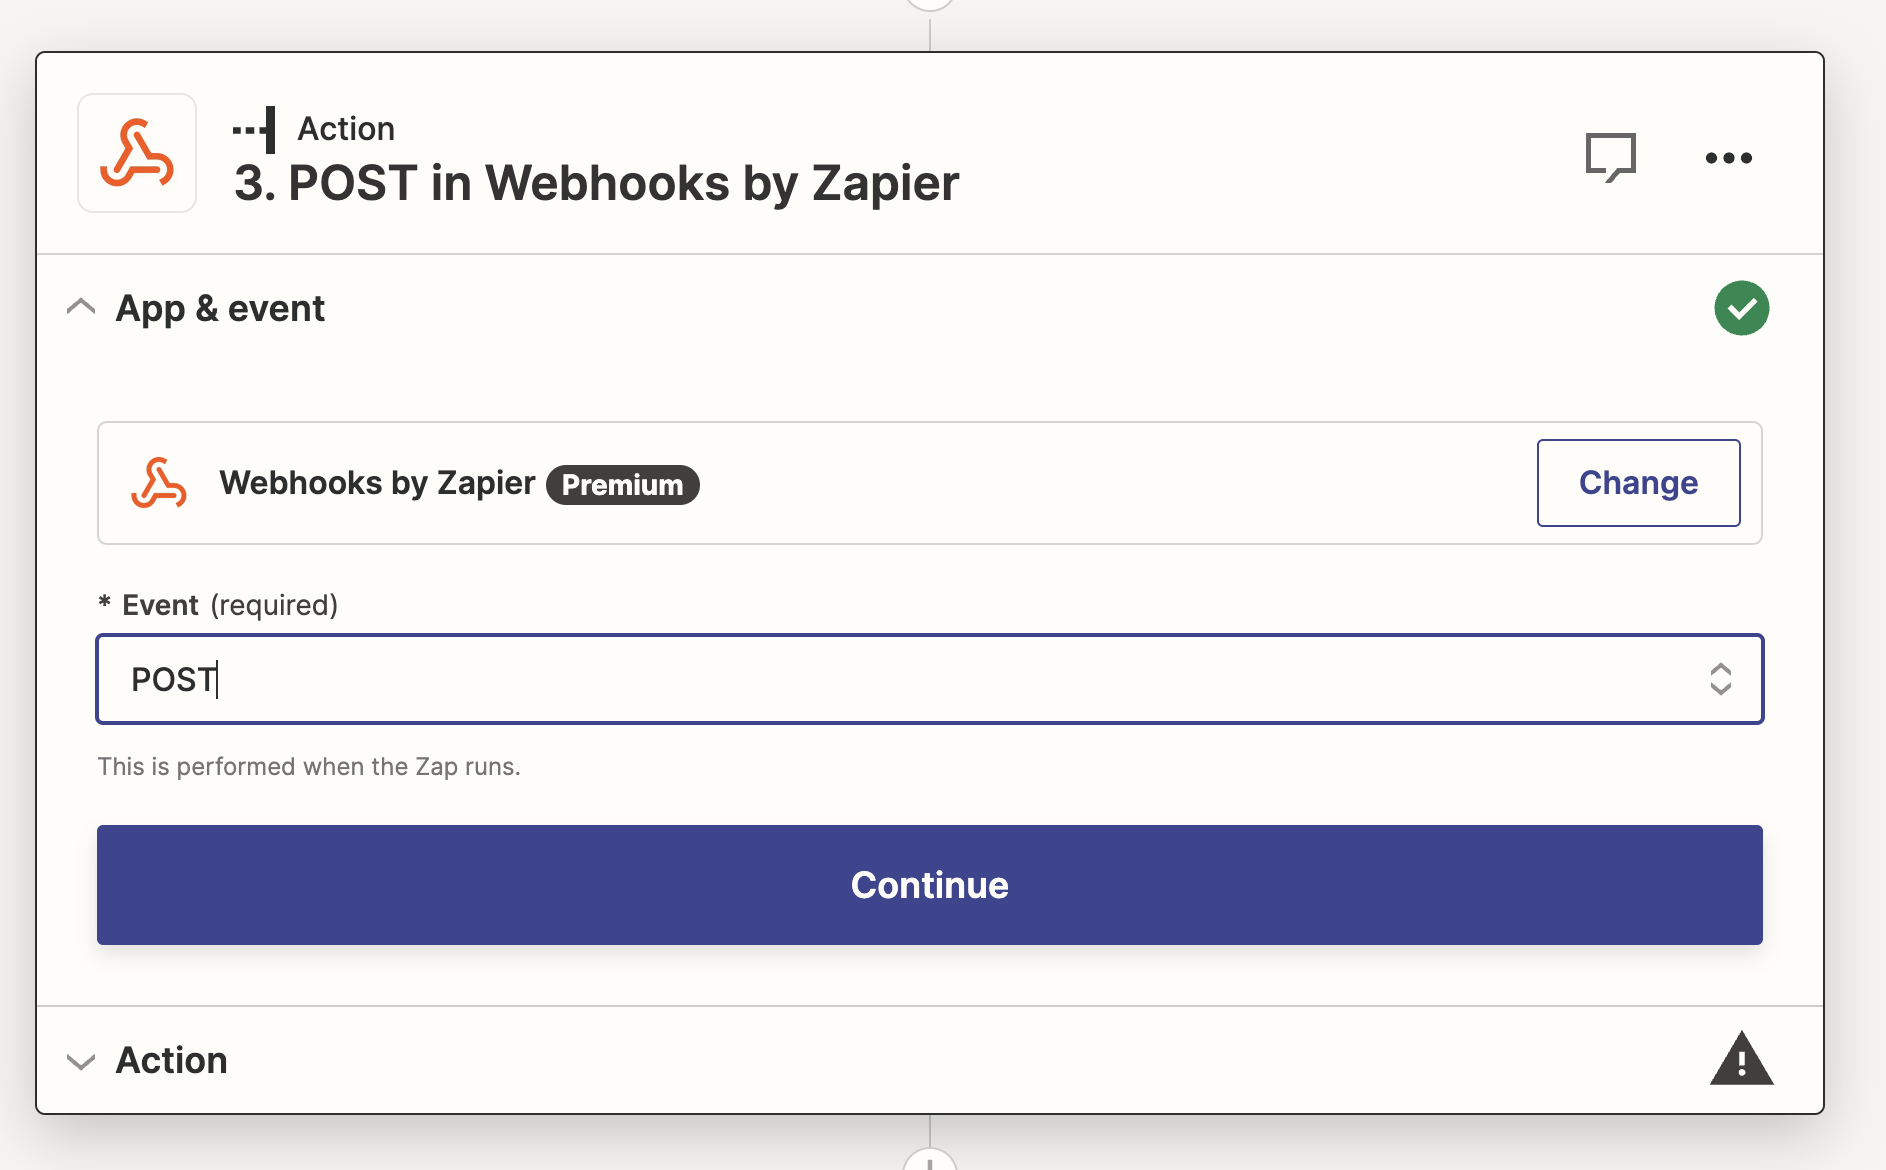 Action
3. POST in Webhooks by Zapier
App & event
Webhooks by Zapier Premium
Change
* Event (required)
POST
This is performed when the Zap runs.
Continue
Action